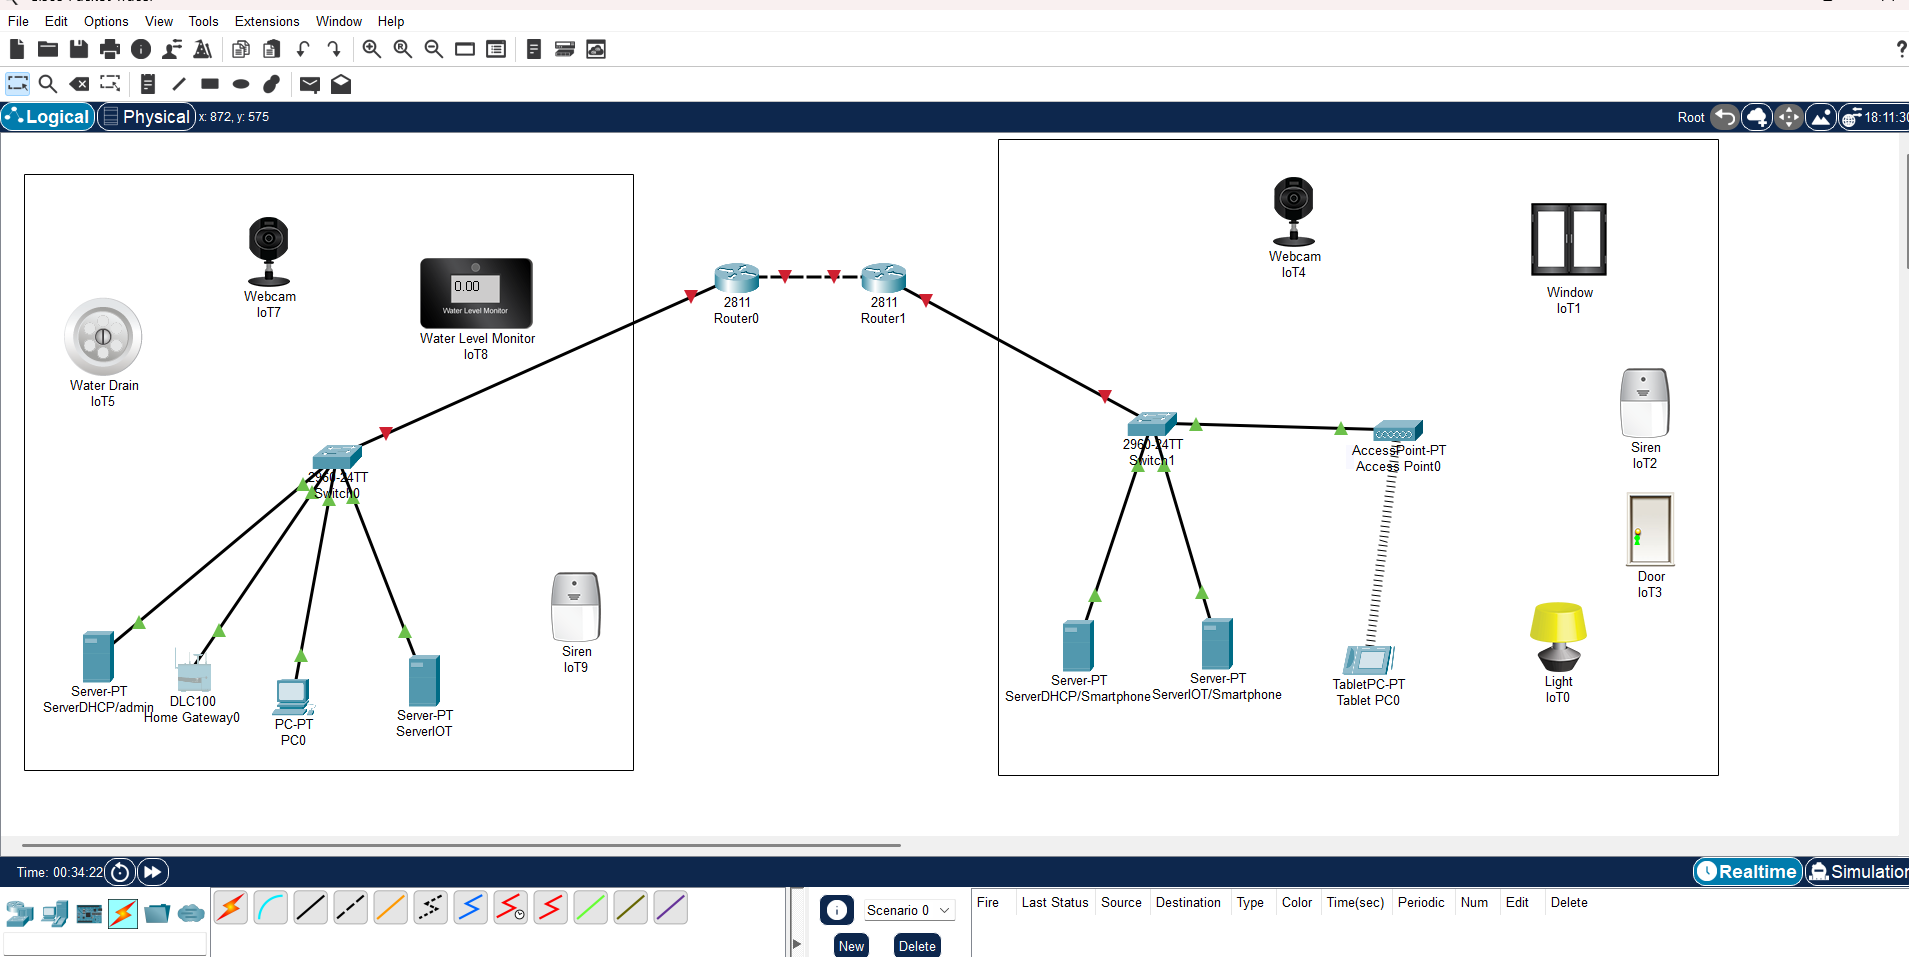 File Edit Options View Tools Extensions Window Help
?
Logical Physical x: 872, y: 575 Root 18:11:30
Webcam
IoT7
0.00
Water Level Monitor
Water Level Monitor
IoT8
Water Drain
IoT5
2811
Router0
2811
Router1
Webcam
IoT4
Window
IoT1
2960-24TT
Switch0
2960-24TT
Switch1
AccessPoint-PT
Access Point0
Siren
IoT2
Door
IoT3
Siren
IoT9
Server-PT
ServerDHCP/admin
DLC100
Home Gateway0
PC-PT
PC0
Server-PT
ServerIOT
Server-PT
ServerDHCP/Smartphone
Server-PT
ServerIOT/Smartphone
TabletPC-PT
Tablet PC0
Light
IoT0
Time: 00:34:22 Realtime Simulation
Scenario 0
New Delete
Fire Last Status Source Destination Type Color Time(sec) Periodic Num Edit Delete